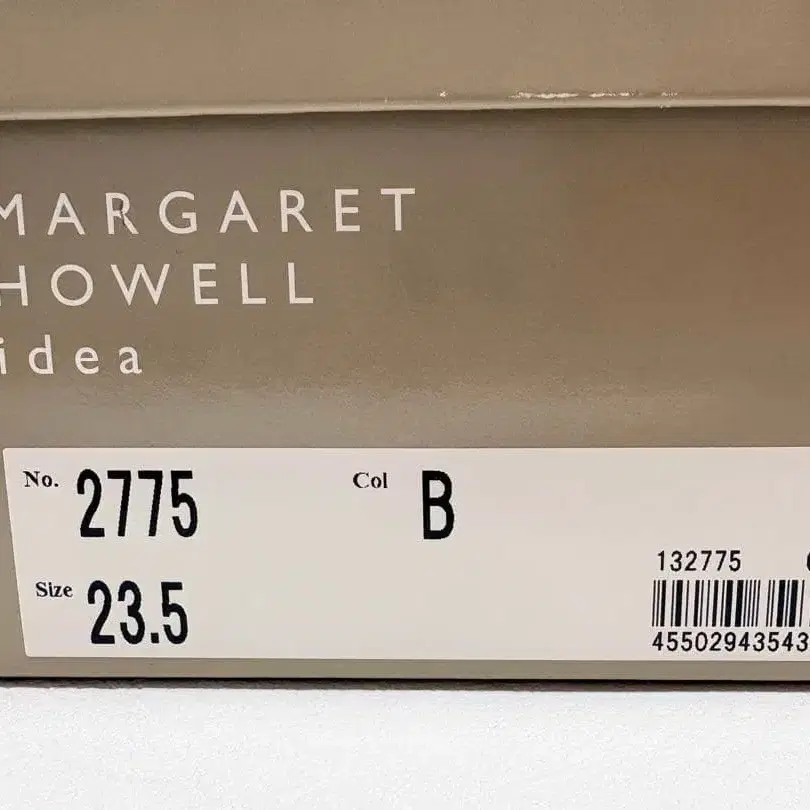 MARGARET
HOWELL
idea
No. 2775 Col B
Size 23.5
132775
45502943543